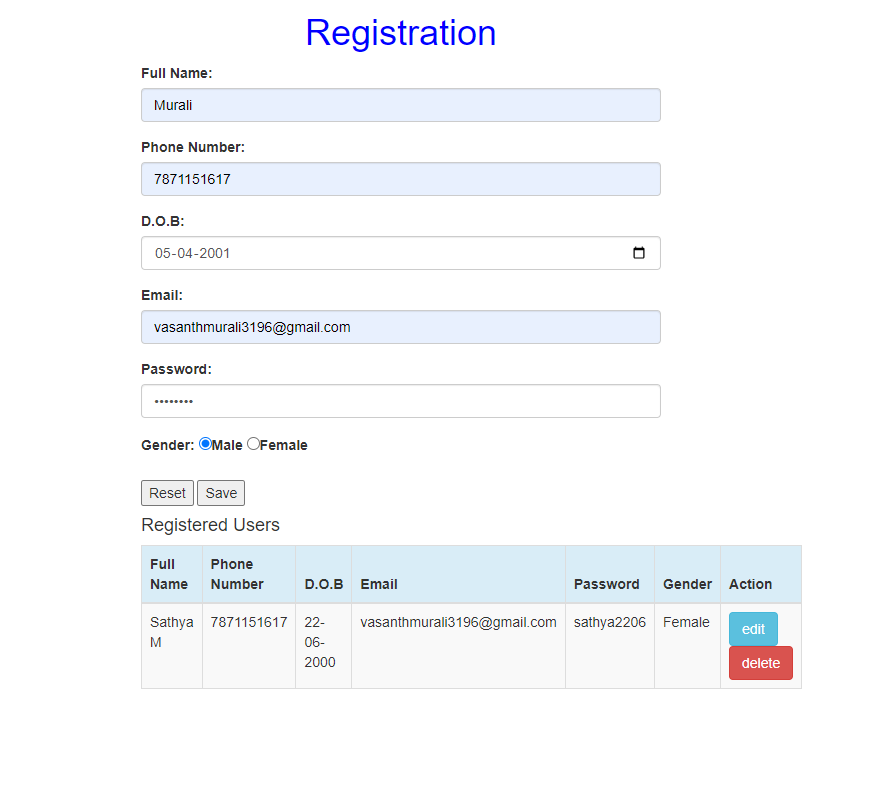 Registration
Full Name:
Murali
Phone Number:
7871151617
D.O.B:
05-04-2001
Email:
vasanthmurali3196@gmail.com
Password:
••••••••
Gender: Male Female
Reset Save
Registered Users
Full Name Phone Number D.O.B Email Password Gender Action
Sathya M 7871151617 22-06-2000 vasanthmurali3196@gmail.com sathya2206 Female edit
delete